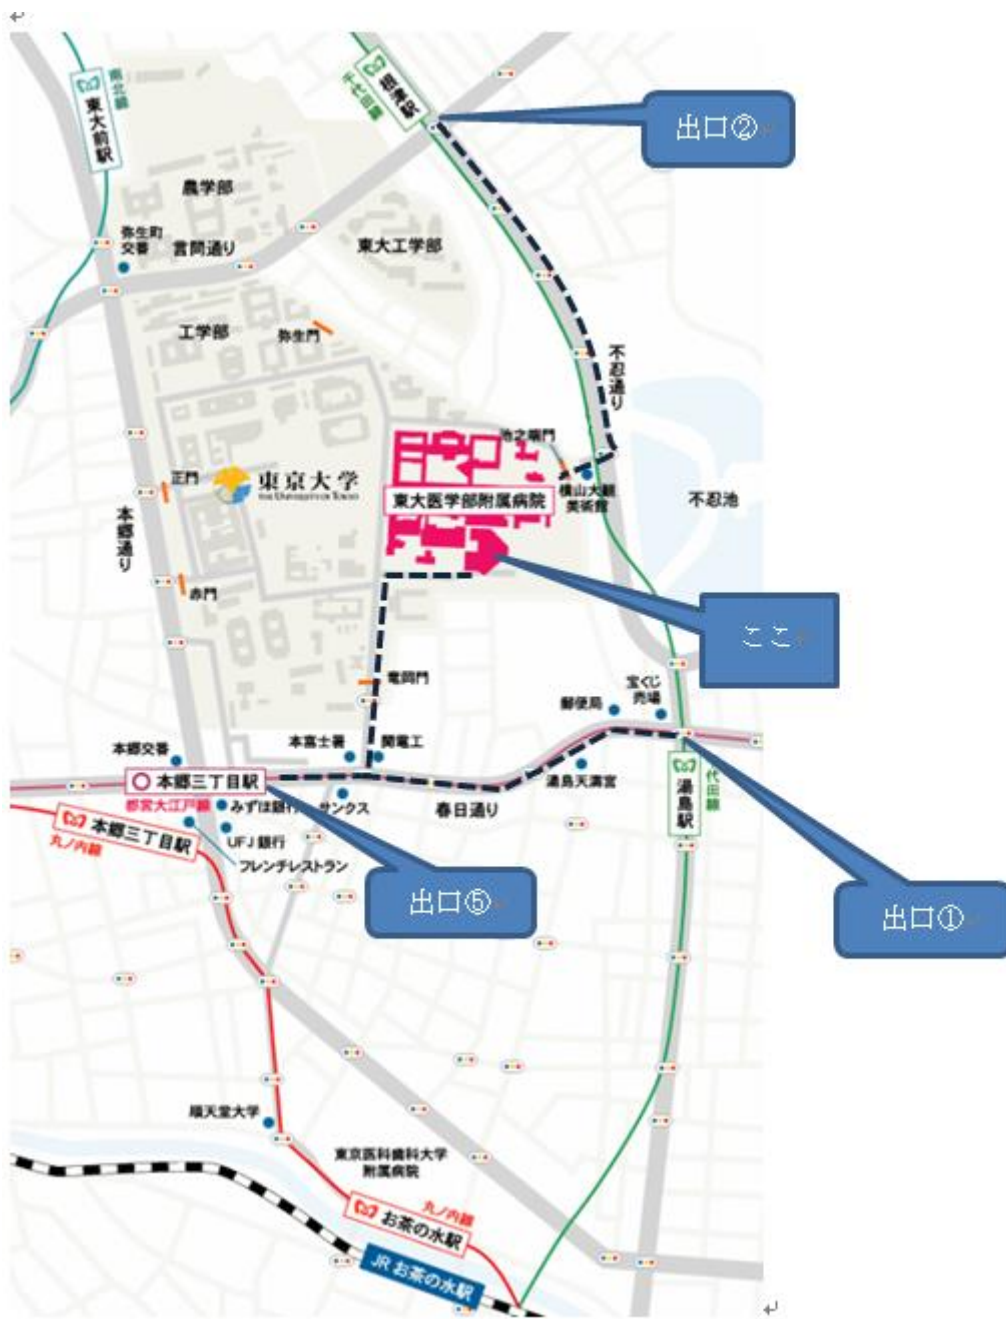 南北線
東大前駅
千代田線
根津駅
出口②
農学部
弥生町
交番
言問通り
東大工学部
工学部
弥生門
不忍通り
池之端門
正門
東京大学
THE UNIVERSITY OF TOKYO
東大医学部附属病院
横山大観
美術館
不忍池
本郷通り
赤門
ここ
竜岡門
郵便局
宝くじ
売場
本郷交番
本富士署
関電工
本郷三丁目駅
都営大江戸線
みずほ銀行
サンクス
春日通り
湯島天満宮
千代田線
湯島駅
本郷三丁目駅
丸ノ内線
UFJ銀行
フレンチレストラン
出口⑤
出口①
順天堂大学
東京医科歯科大学
附属病院
丸ノ内線
お茶の水駅
JRお茶の水駅